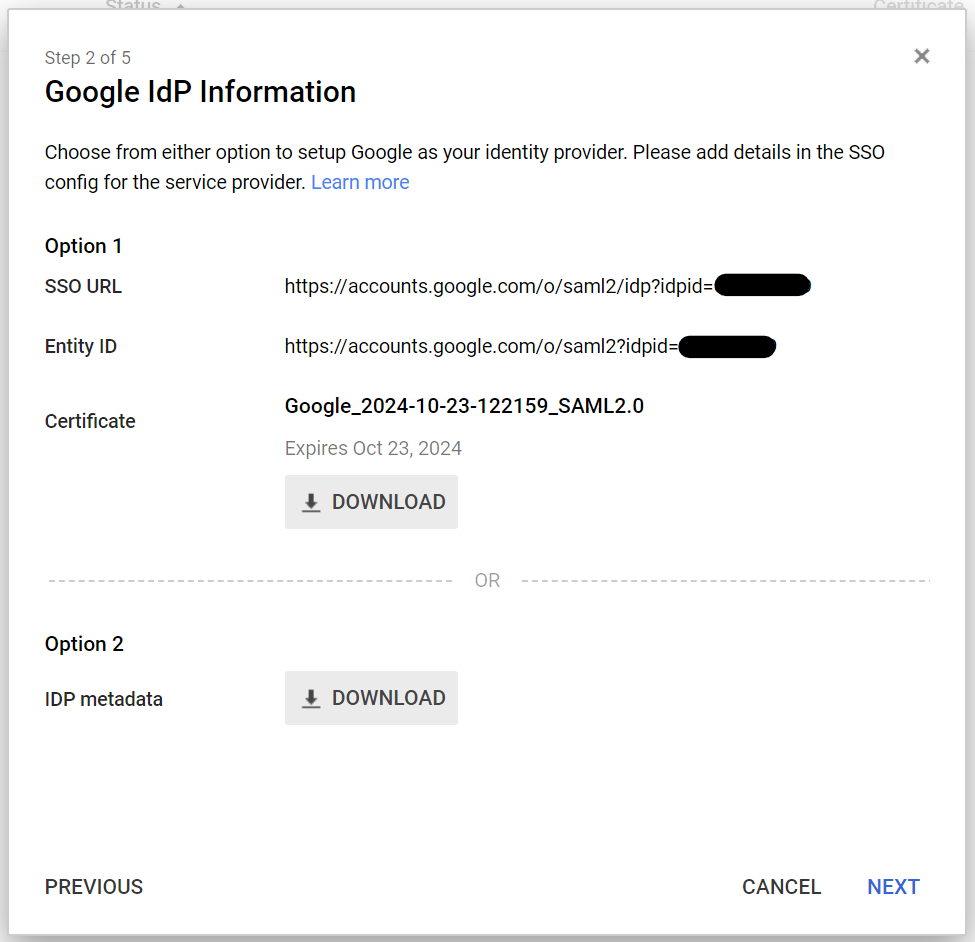 Status
Certificate
Step 2 of 5
Google IdP Information
Choose from either option to setup Google as your identity provider. Please add details in the SSO
config for the service provider. Learn more
Option 1
SSO URL https://accounts.google.com/o/saml2/idp?idpid=
Entity ID https://accounts.google.com/o/saml2?idpid=
Certificate Google_2024-10-23-122159_SAML2.0
Expires Oct 23, 2024
DOWNLOAD
OR
Option 2
IDP metadata DOWNLOAD
PREVIOUS CANCEL NEXT